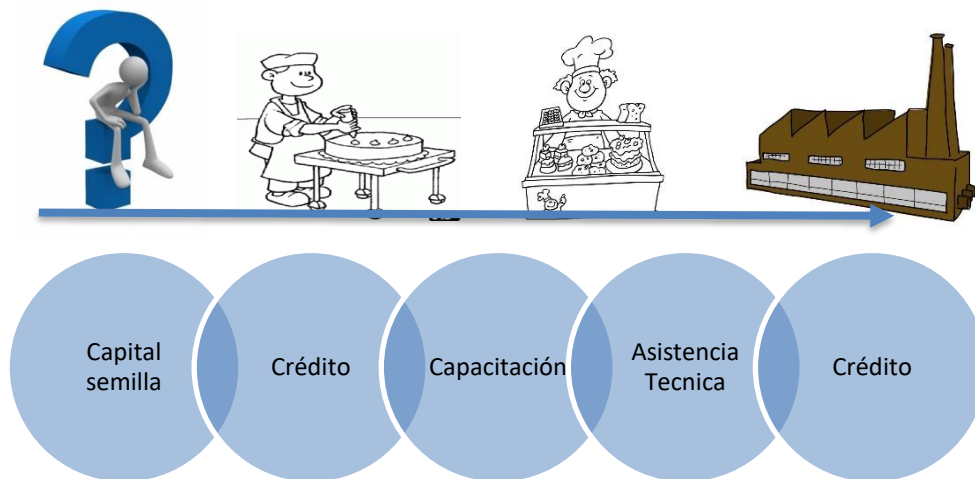 Capital
semilla
Crédito
Capacitación
Asistencia
Tecnica
Crédito